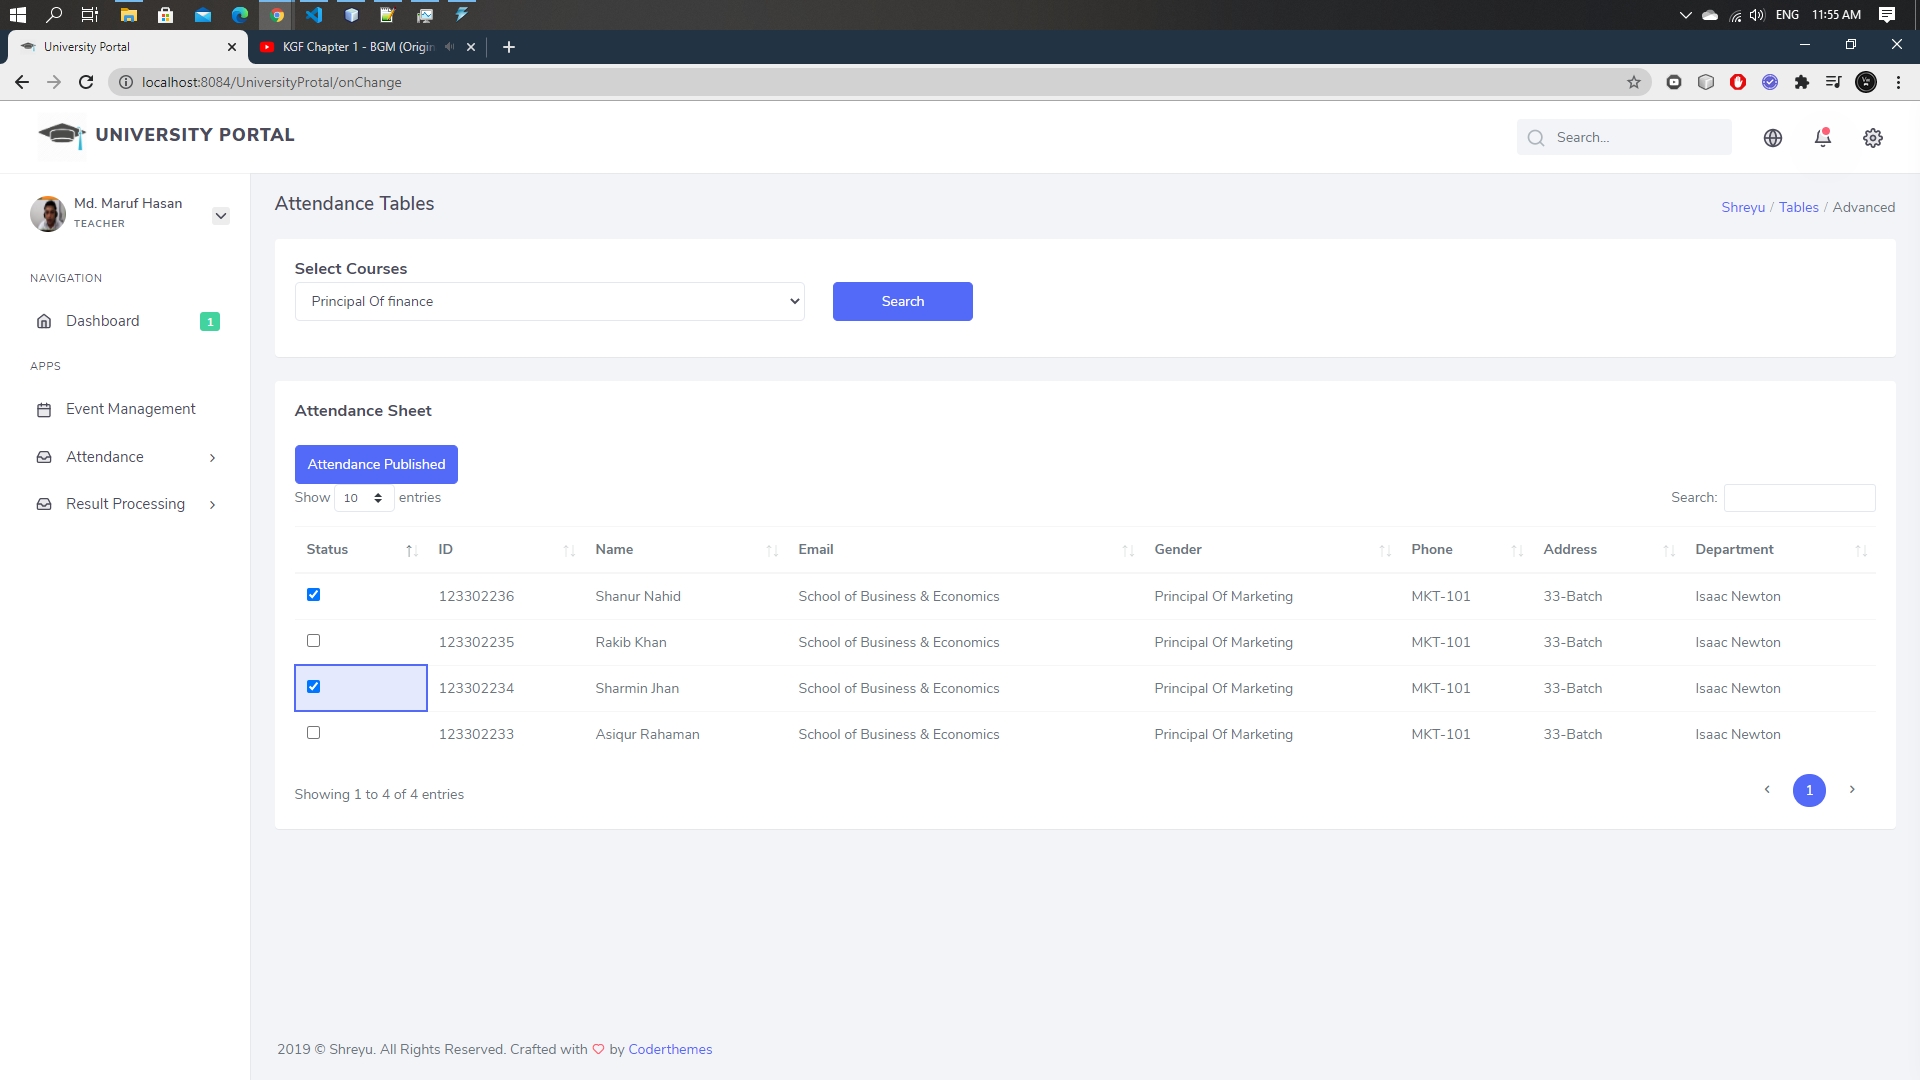 ENG 11:55 AM
University Portal
KGF Chapter 1 - BGM (Origin
localhost:8084/UniversityProtal/onChange
UNIVERSITY PORTAL
Search...
Md. Maruf Hasan
TEACHER
NAVIGATION
Dashboard 1
APPS
Event Management
Attendance
Result Processing
Attendance Tables
Shreyu / Tables / Advanced
Select Courses
Principal Of finance
Search
Attendance Sheet
Attendance Published
Show 10 entries
Search:
Status ID Name Email Gender Phone Address Department
123302236 Shanur Nahid School of Business & Economics Principal Of Marketing MKT-101 33-Batch Isaac Newton
123302235 Rakib Khan School of Business & Economics Principal Of Marketing MKT-101 33-Batch Isaac Newton
123302234 Sharmin Jhan School of Business & Economics Principal Of Marketing MKT-101 33-Batch Isaac Newton
123302233 Asiqur Rahaman School of Business & Economics Principal Of Marketing MKT-101 33-Batch Isaac Newton
Showing 1 to 4 of 4 entries
1
2019 © Shreyu. All Rights Reserved. Crafted with by Coderthemes